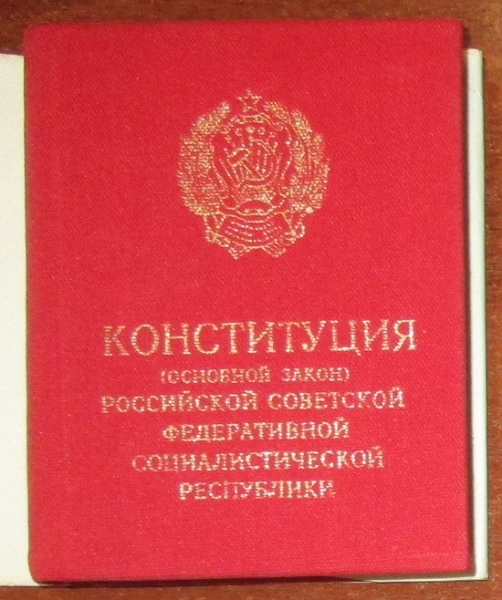 КОНСТИТУЦИЯ
(ОСНОВНОЙ ЗАКОН)
РОССИЙСКОЙ СОВЕТСКОЙ
ФЕДЕРАТИВНОЙ
СОЦИАЛИСТИЧЕСКОЙ
РЕСПУБЛИКИ